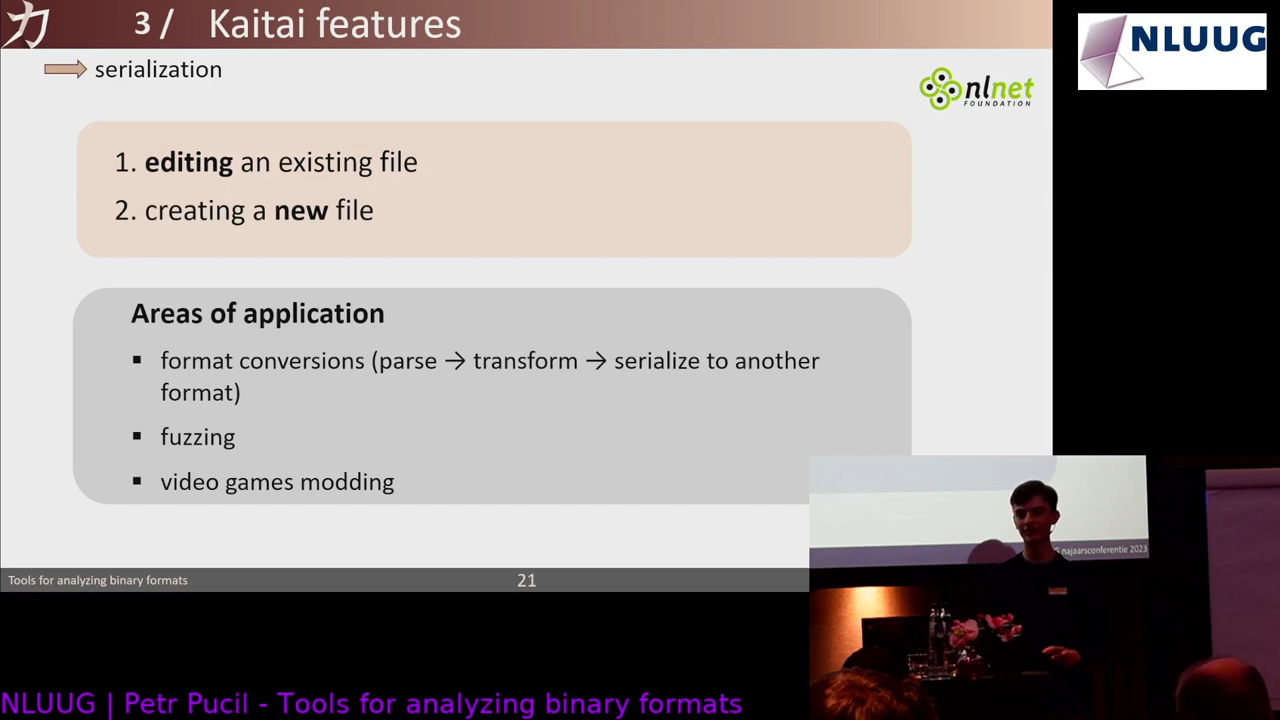 力
3 / Kaitai features
NLUUG
serialization
nlnet
FOUNDATION
1. editing an existing file
2. creating a new file
Areas of application
▪ format conversions (parse → transform → serialize to another
format)
▪ fuzzing
▪ video games modding
najaarsconferentie 2023
Tools for analyzing binary formats
21
NLUUG | Petr Pucil - Tools for analyzing binary formats